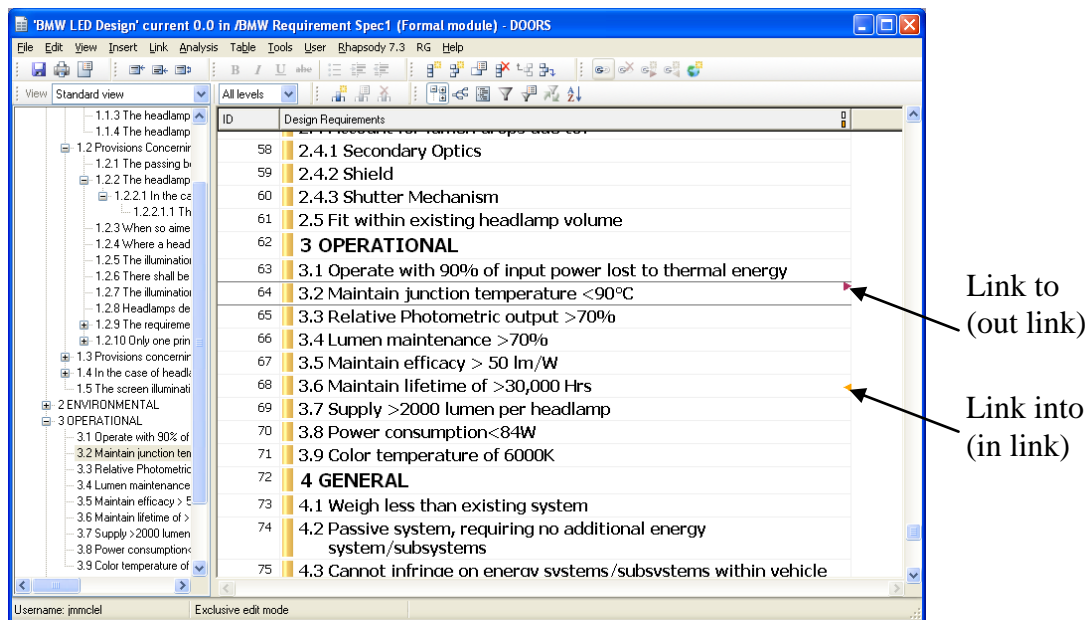 'BMW LED Design' current 0.0 in /BMW Requirement Spec1 (Formal module) - DOORS
File Edit View Insert Link Analysis Table Tools User Rhapsody 7.3 RG Help
B I U abc
View Standard view All levels
1.1.3 The headlamp
1.1.4 The headlamp
1.2 Provisions Concernin
1.2.1 The passing b
1.2.2 The headlamp
1.2.2.1 In the ca
1.2.2.1.1 Th
1.2.3 When so aime
1.2.4 Where a head
1.2.5 The illumination
1.2.6 There shall be
1.2.7 The illumination
1.2.8 Headlamps de
1.2.9 The requireme
1.2.10 Only one prin
1.3 Provisions concernin
1.4 In the case of headla
1.5 The screen illuminati
2 ENVIRONMENTAL
3 OPERATIONAL
3.1 Operate with 90% of
3.2 Maintain junction tem
3.3 Relative Photometric
3.4 Lumen maintenance
3.5 Maintain efficacy > 5
3.6 Maintain lifetime of >
3.7 Supply >2000 lumen
3.8 Power consumption<
3.9 Color temperature of
ID Design Requirements
2.4 Account for lumen drops due to:
58 2.4.1 Secondary Optics
59 2.4.2 Shield
60 2.4.3 Shutter Mechanism
61 2.5 Fit within existing headlamp volume
62 3 OPERATIONAL
63 3.1 Operate with 90% of input power lost to thermal energy
64 3.2 Maintain junction temperature <90°C
65 3.3 Relative Photometric output >70%
66 3.4 Lumen maintenance >70%
67 3.5 Maintain efficacy > 50 lm/W
68 3.6 Maintain lifetime of >30,000 Hrs
69 3.7 Supply >2000 lumen per headlamp
70 3.8 Power consumption<84W
71 3.9 Color temperature of 6000K
72 4 GENERAL
73 4.1 Weigh less than existing system
74 4.2 Passive system, requiring no additional energy
system/subsystems
75 4.3 Cannot infringe on energy systems/subsystems within vehicle
Username: jmmclel Exclusive edit mode
Link to
(out link)
Link into
(in link)